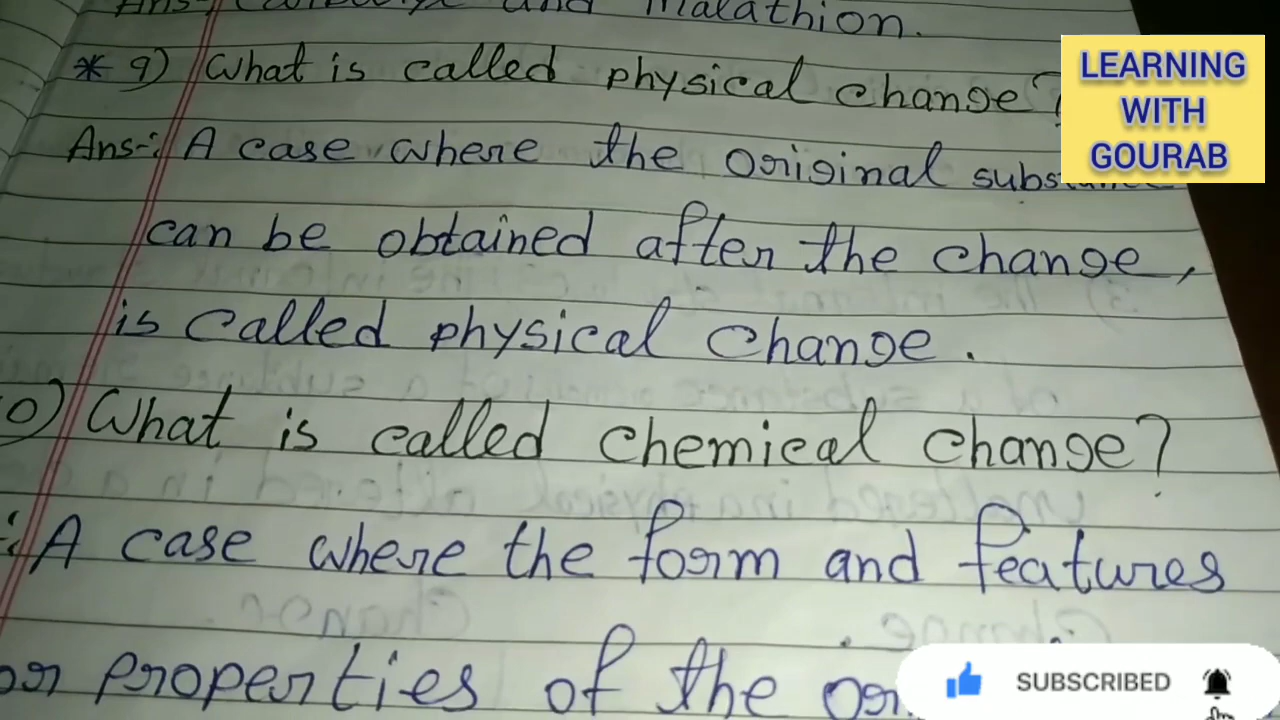 and Malathion.
* 9) What is called physical change?
Ans-: A case where the original substance
can be obtained after the change,
is called physical change.
0) What is called chemical change?
: A case where the form and features
or properties of the
LEARNING
WITH
GOURAB
SUBSCRIBED